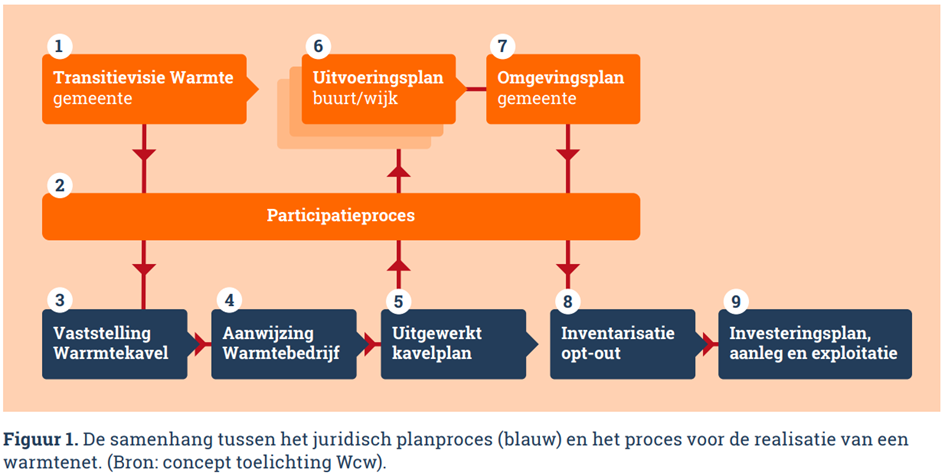 1
Transitievisie Warmte
gemeente
6
Uitvoeringsplan
buurt/wijk
7
Omgevingsplan
gemeente
2
Participatieproces
3
Vaststelling
Warrmtekavel
4
Aanwijzing
Warmtebedrijf
5
Uitgewerkt
kavelplan
8
Inventarisatie
opt-out
9
Investeringsplan,
aanleg en exploitatie
Figuur 1. De samenhang tussen het juridisch planproces (blauw) en het proces voor de realisatie van een
warmtenet. (Bron: concept toelichting Wcw).